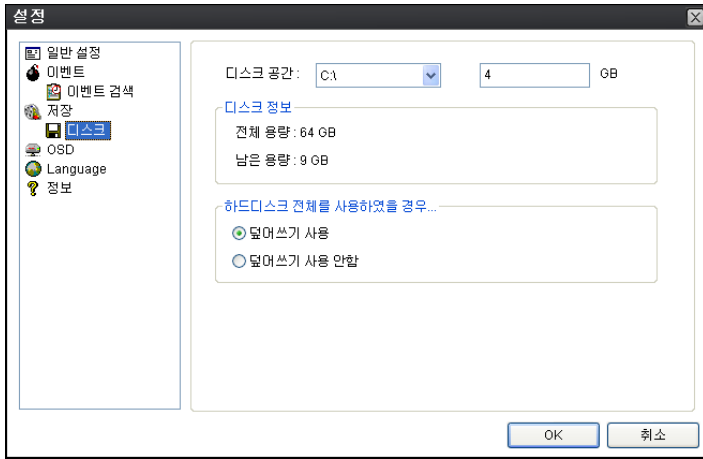 설정
일반 설정
이벤트
이벤트 검색
저장
디스크
OSD
Language
정보
디스크 공간 : C:\ 4 GB
디스크 정보
전체 용량 : 64 GB
남은 용량 : 9 GB
하드디스크 전체를 사용하였을 경우...
덮어쓰기 사용
덮어쓰기 사용 안함
OK 취소